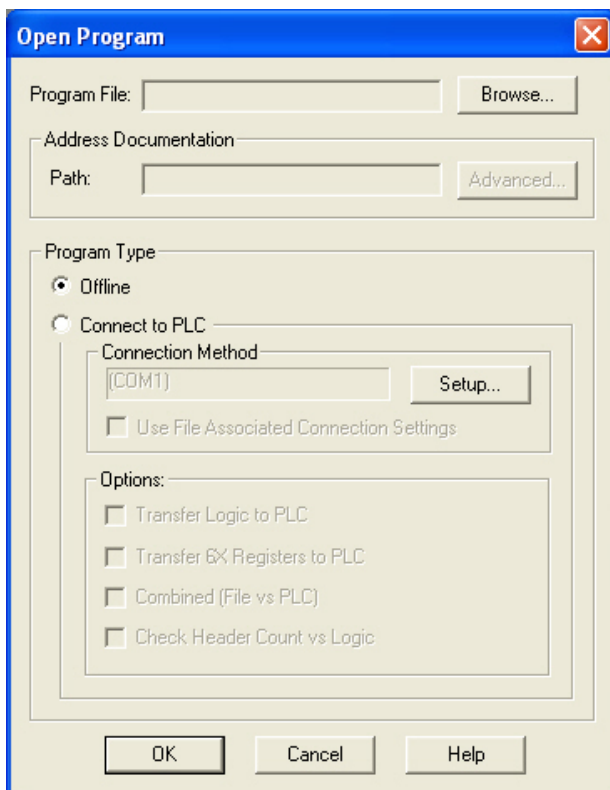 Open Program
Program File: Browse...
Address Documentation
Path: Advanced...
Program Type
Offline
Connect to PLC
Connection Method
(COM1) Setup...
Use File Associated Connection Settings
Options:
Transfer Logic to PLC
Transfer 6X Registers to PLC
Combined (File vs PLC)
Check Header Count vs Logic
OK Cancel Help